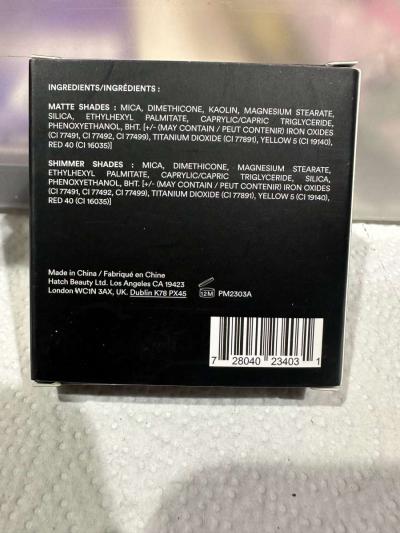 INGREDIENTS/INGRÉDIENTS :
MATTE SHADES : MICA, DIMETHICONE, KAOLIN, MAGNESIUM STEARATE,
SILICA, ETHYLHEXYL PALMITATE, CAPRYLIC/CAPRIC TRIGLYCERIDE,
PHENOXYETHANOL, BHT. [+/- (MAY CONTAIN / PEUT CONTENIR) IRON OXIDES
(CI 77491, CI 77492, CI 77499), TITANIUM DIOXIDE (CI 77891), YELLOW 5 (CI 19140),
RED 40 (CI 16035)]
SHIMMER SHADES : MICA, DIMETHICONE, MAGNESIUM STEARATE,
ETHYLHEXYL PALMITATE, CAPRYLIC/CAPRIC TRIGLYCERIDE, SILICA,
PHENOXYETHANOL, BHT. [+/- (MAY CONTAIN / PEUT CONTENIR) IRON OXIDES
(CI 77491, CI 77492, CI 77499), TITANIUM DIOXIDE (CI 77891), YELLOW 5 (CI 19140),
RED 40 (CI 16035)]
Made in China / Fabriqué en Chine
Hatch Beauty Ltd. Los Angeles CA 19423
London WC1N 3AX, UK. Dublin K78 PX45
12M PM2303A
7 28040 23403 1